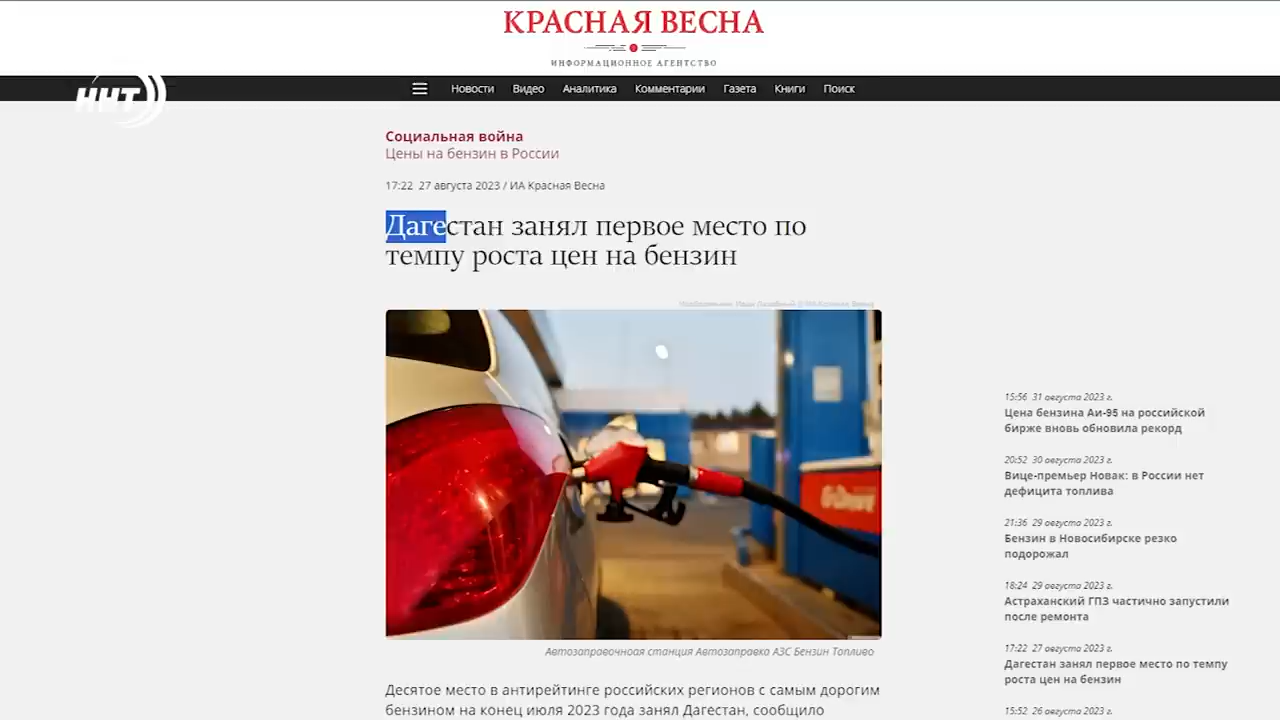 КРАСНАЯ ВЕСНА
ИНФОРМАЦИОННОЕ АГЕНТСТВО
ННТ
Новости Видео Аналитика Комментарии Газета Книги Поиск
Социальная война
Цены на бензин в России
17:22 27 августа 2023 / ИА Красная Весна
Дагестан занял первое место по
темпу роста цен на бензин
Автозаправочноая станция Автозаправка АЗС Бензин Топливо
Десятое место в антирейтинге российских регионов с самым дорогим
бензином на конец июля 2023 года занял Дагестан, сообщило
15:56 31 августа 2023 г.
Цена бензина Аи-95 на российской
бирже вновь обновила рекорд
20:52 30 августа 2023 г.
Вице-премьер Новак: в России нет
дефицита топлива
21:36 29 августа 2023 г.
Бензин в Новосибирске резко
подорожал
18:24 29 августа 2023 г.
Астраханский ГПЗ частично запустили
после ремонта
17:22 27 августа 2023 г.
Дагестан занял первое место по темпу
роста цен на бензин
15:52 26 августа 2023 г.